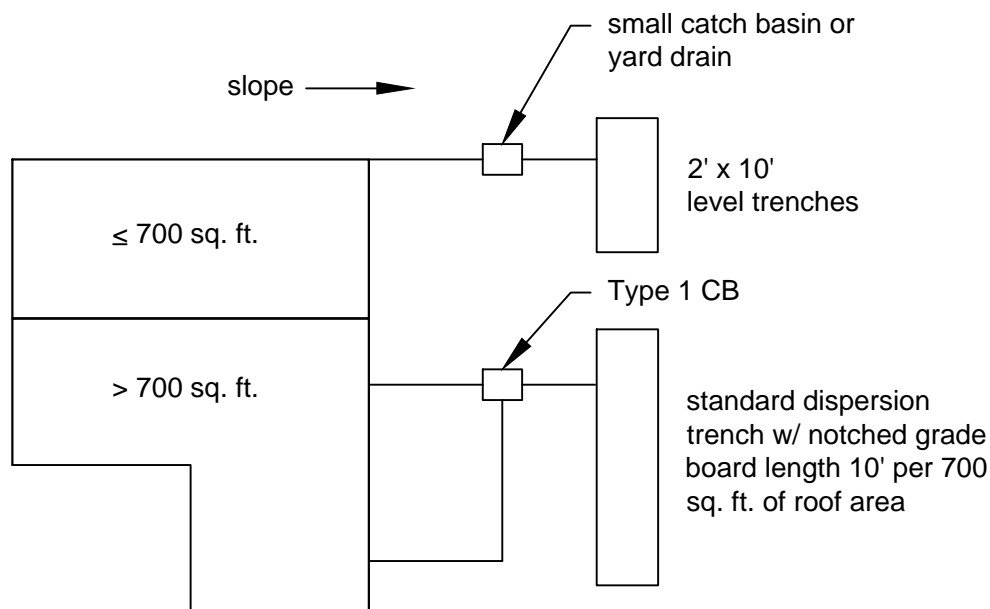 small catch basin or
yard drain
slope
2' x 10'
level trenches
≤ 700 sq. ft.
Type 1 CB
> 700 sq. ft.
standard dispersion
trench w/ notched grade
board length 10' per 700
sq. ft. of roof area